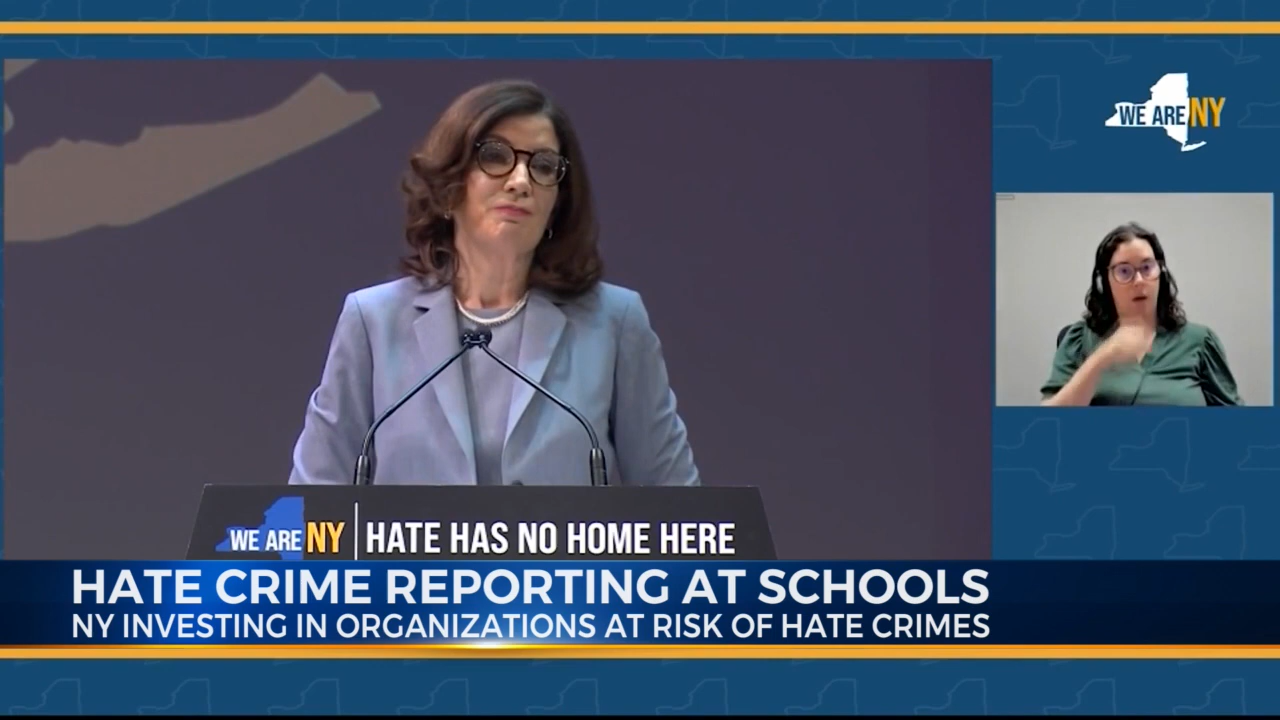 WE ARE NY
WE ARE NY HATE HAS NO HOME HERE
HATE CRIME REPORTING AT SCHOOLS
NY INVESTING IN ORGANIZATIONS AT RISK OF HATE CRIMES